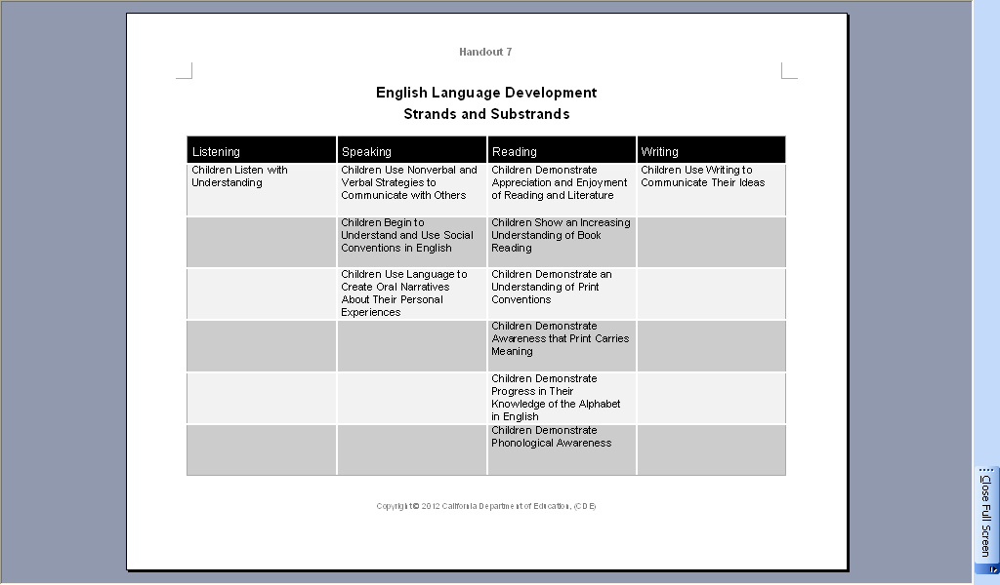 Handout 7
English Language Development
Strands and Substrands
Listening
Speaking
Reading
Writing
Children Listen with
Understanding
Children Use Nonverbal and
Verbal Strategies to
Communicate with Others
Children Demonstrate
Appreciation and Enjoyment
of Reading and Literature
Children Use Writing to
Communicate Their Ideas
Children Begin to
Understand and Use Social
Conventions in English
Children Show an Increasing
Understanding of Book
Reading
Children Use Language to
Create Oral Narratives
About Their Personal
Experiences
Children Demonstrate an
Understanding of Print
Conventions
Children Demonstrate
Awareness that Print Carries
Meaning
Children Demonstrate
Progress in Their
Knowledge of the Alphabet
in English
Children Demonstrate
Phonological Awareness
Copyright© 2012 California Department of Education, (CDE)
Close Full Screen